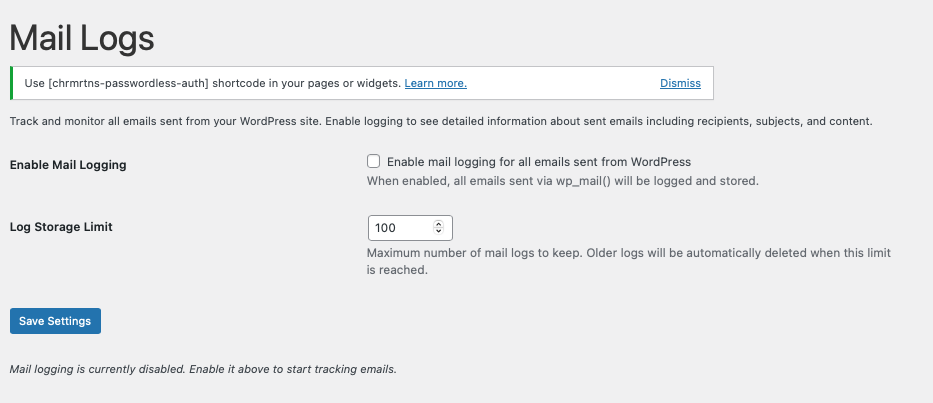 Mail Logs
Use [chrmrtns-passwordless-auth] shortcode in your pages or widgets. Learn more. Dismiss
Track and monitor all emails sent from your WordPress site. Enable logging to see detailed information about sent emails including recipients, subjects, and content.
Enable Mail Logging
Enable mail logging for all emails sent from WordPress
When enabled, all emails sent via wp_mail() will be logged and stored.
Log Storage Limit
100
Maximum number of mail logs to keep. Older logs will be automatically deleted when this limit
is reached.
Save Settings
Mail logging is currently disabled. Enable it above to start tracking emails.